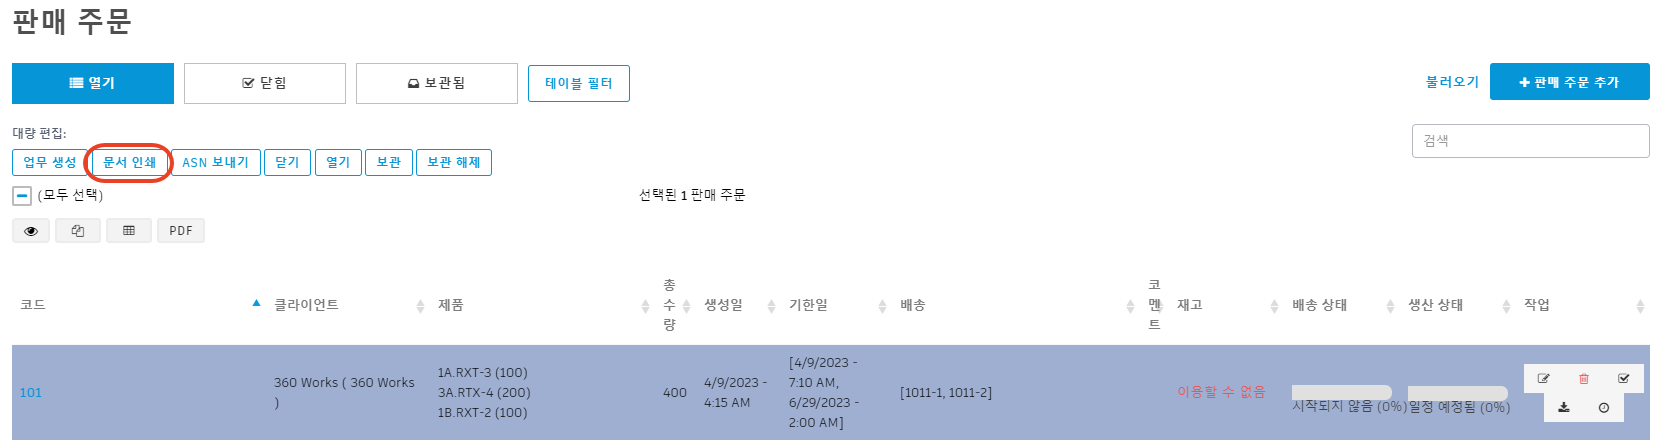 판매 주문
열기
닫힘
보관됨
테이블 필터
불러오기
판매 주문 추가
대량 편집:
검색
업무 생성
문서 인쇄
ASN 보내기
닫기
열기
보관
보관 해제
(모두 선택)
선택된 1 판매 주문
PDF
코드
클라이언트
제품
총
수
량
생성일
기한일
배송
코
멘
트
재고
배송 상태
생산 상태
작업
101
360 Works ( 360 Works
)
1A.RXT-3 (100)
3A.RTX-4 (200)
1B.RXT-2 (100)
400
4/9/2023 -
4:15 AM
[4/9/2023 -
7:10 AM,
6/29/2023 -
2:00 AM]
[1011-1, 1011-2]
이용할 수 없음
시작되지 않음 (0%)
일정 예정됨 (0%)